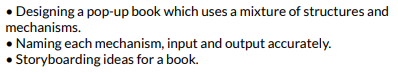 • Designing a pop-up book which uses a mixture of structures and
mechanisms.
• Naming each mechanism, input and output accurately.
• Storyboarding ideas for a book.